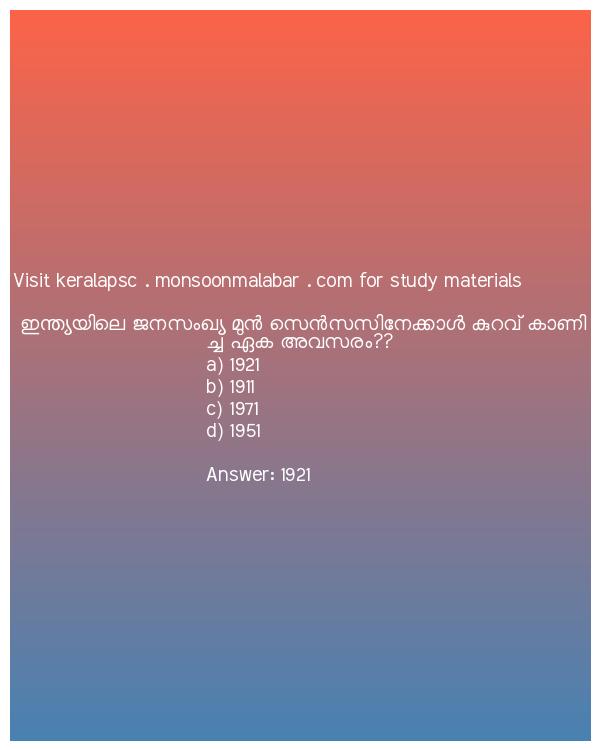 Visit keralapsc . monsoonmalabar . com for study materials
ഇന്ത്യയിലെ ജനസംഖ്യ മുൻ സെൻസസിനേക്കാൾ കുറവ് കാണി
ച്ച ഏക അവസരം??
a) 1921
b) 1911
c) 1971
d) 1951
Answer: 1921